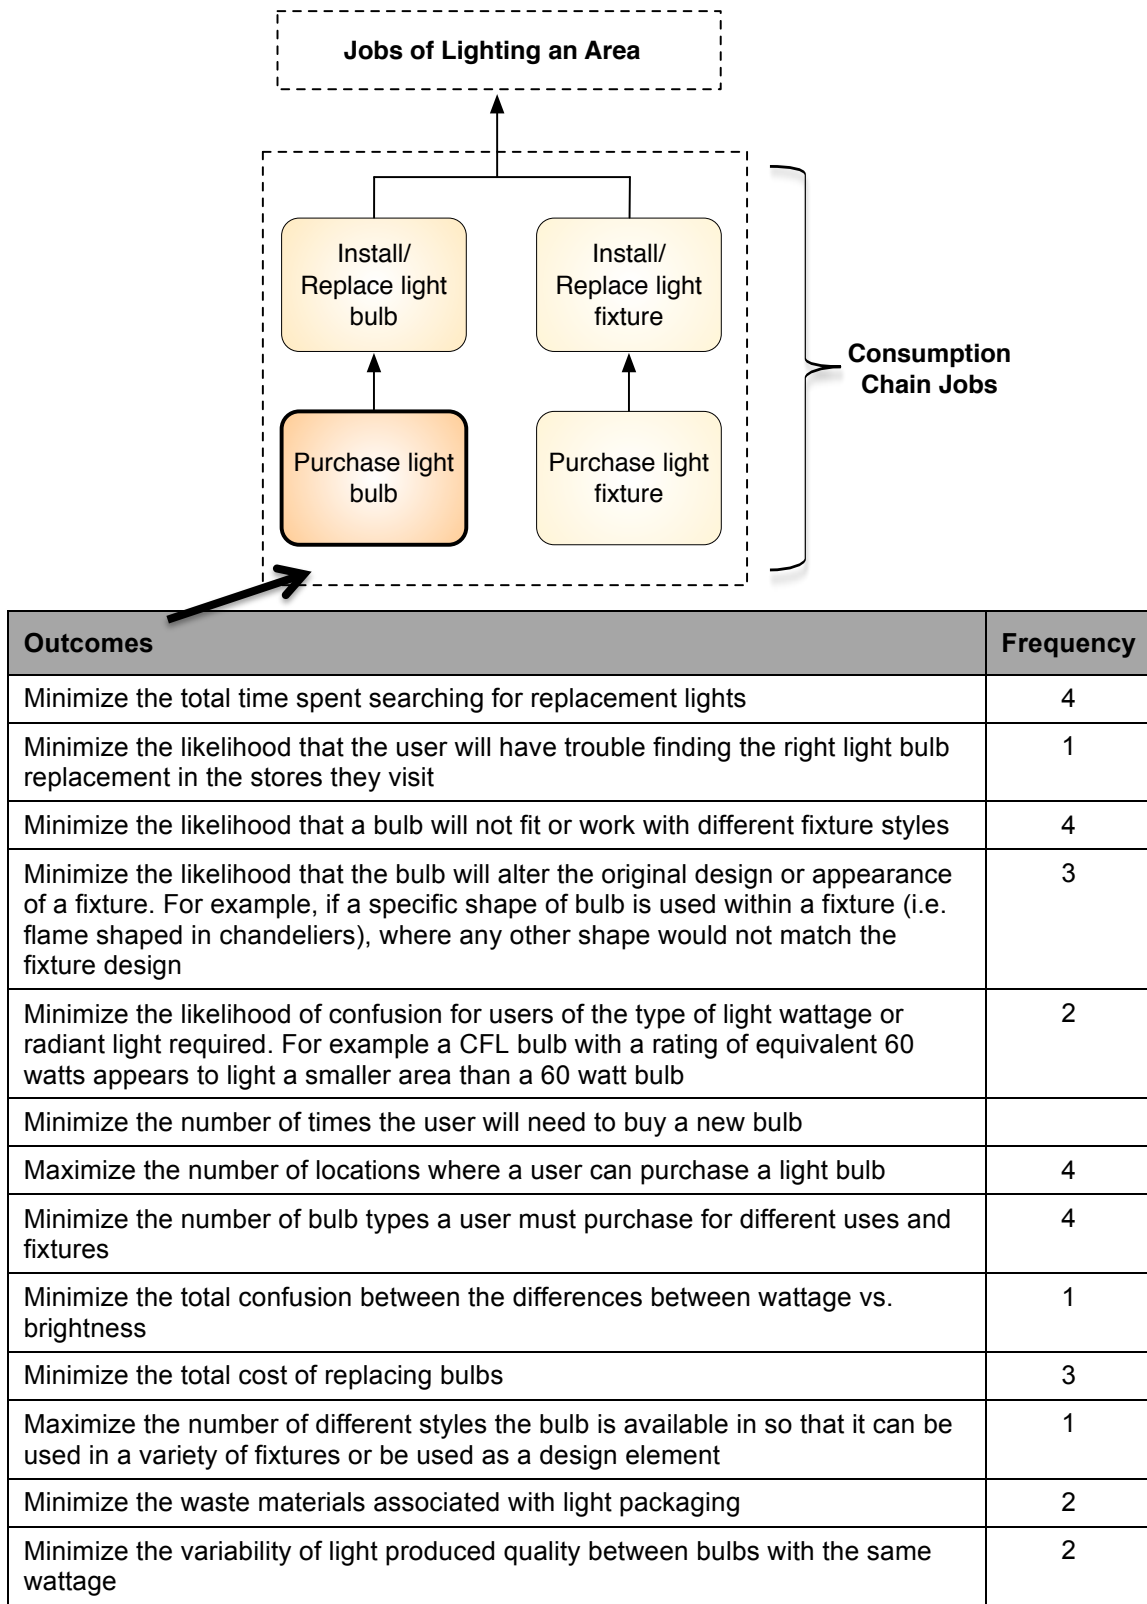 Jobs of Lighting an Area
Install/
Replace light
bulb
Install/
Replace light
fixture
Purchase light
bulb
Purchase light
fixture
Consumption
Chain Jobs
Outcomes Frequency
Minimize the total time spent searching for replacement lights 4
Minimize the likelihood that the user will have trouble finding the right light bulb 1
replacement in the stores they visit
Minimize the likelihood that a bulb will not fit or work with different fixture styles 4
Minimize the likelihood that the bulb will alter the original design or appearance 3
of a fixture. For example, if a specific shape of bulb is used within a fixture (i.e.
flame shaped in chandeliers), where any other shape would not match the
fixture design
Minimize the likelihood of confusion for users of the type of light wattage or 2
radiant light required. For example a CFL bulb with a rating of equivalent 60
watts appears to light a smaller area than a 60 watt bulb
Minimize the number of times the user will need to buy a new bulb
Maximize the number of locations where a user can purchase a light bulb 4
Minimize the number of bulb types a user must purchase for different uses and 4
fixtures
Minimize the total confusion between the differences between wattage vs. 1
brightness
Minimize the total cost of replacing bulbs 3
Maximize the number of different styles the bulb is available in so that it can be 1
used in a variety of fixtures or be used as a design element
Minimize the waste materials associated with light packaging 2
Minimize the variability of light produced quality between bulbs with the same 2
wattage